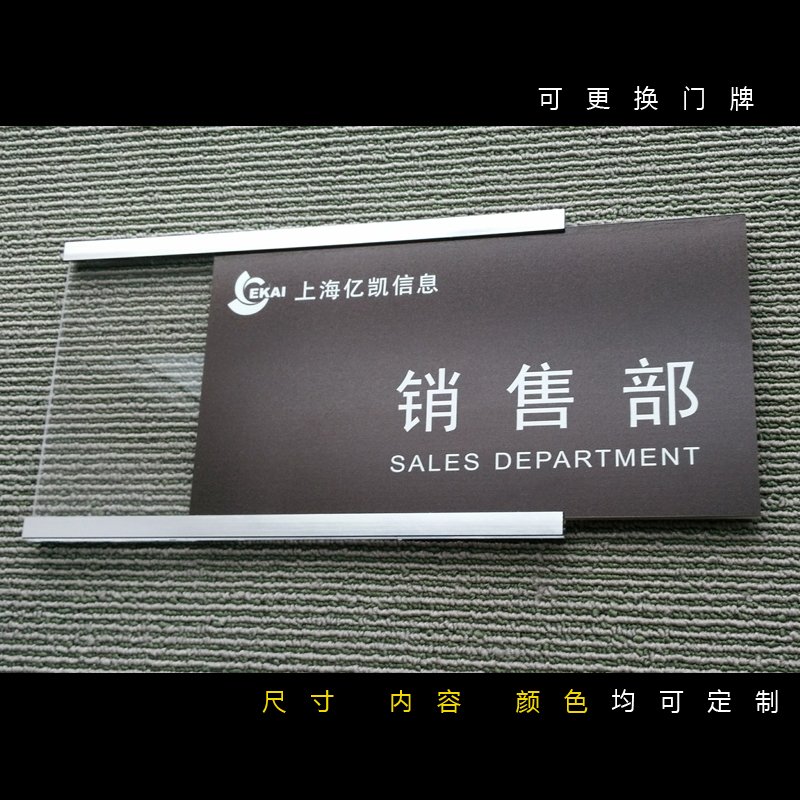 可更换门牌
EKAI 上海亿凯信息
销售部
SALES DEPARTMENT
尺寸 内容 颜色均可定制